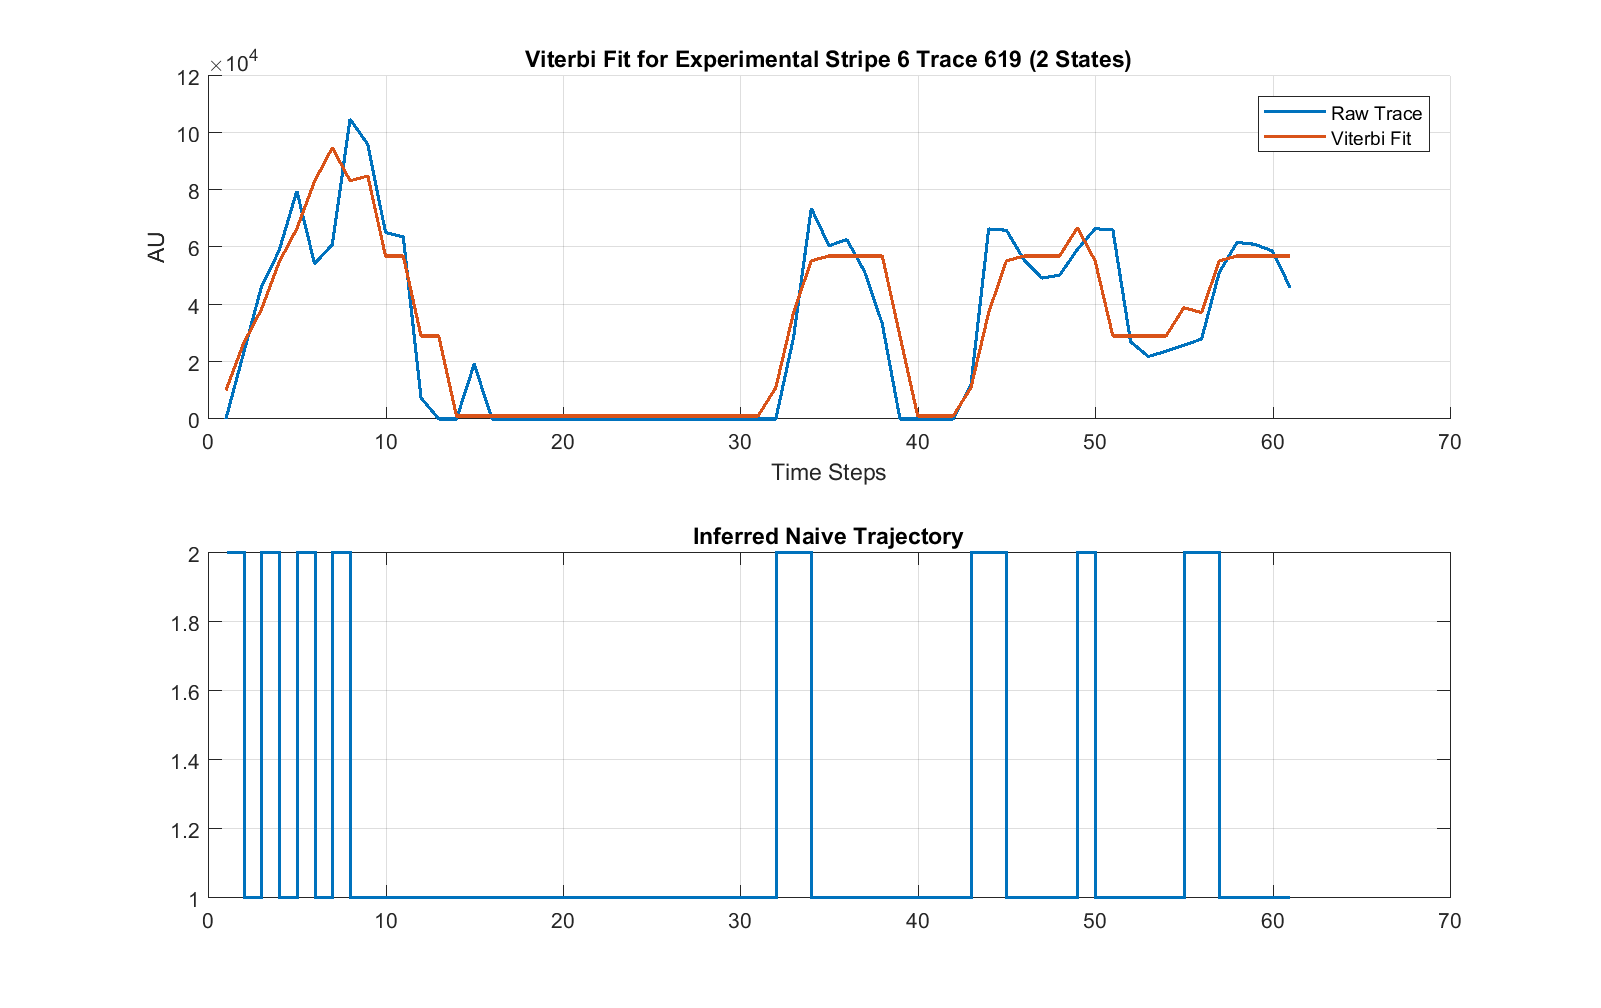 Viterbi Fit for Experimental Stripe 6 Trace 619 (2 States)
×10⁴
12
10
8
6
4
2
0
AU
Raw Trace
Viterbi Fit
0 10 20 30 40 50 60 70
Time Steps
Inferred Naive Trajectory
2
1.8
1.6
1.4
1.2
1
0 10 20 30 40 50 60 70